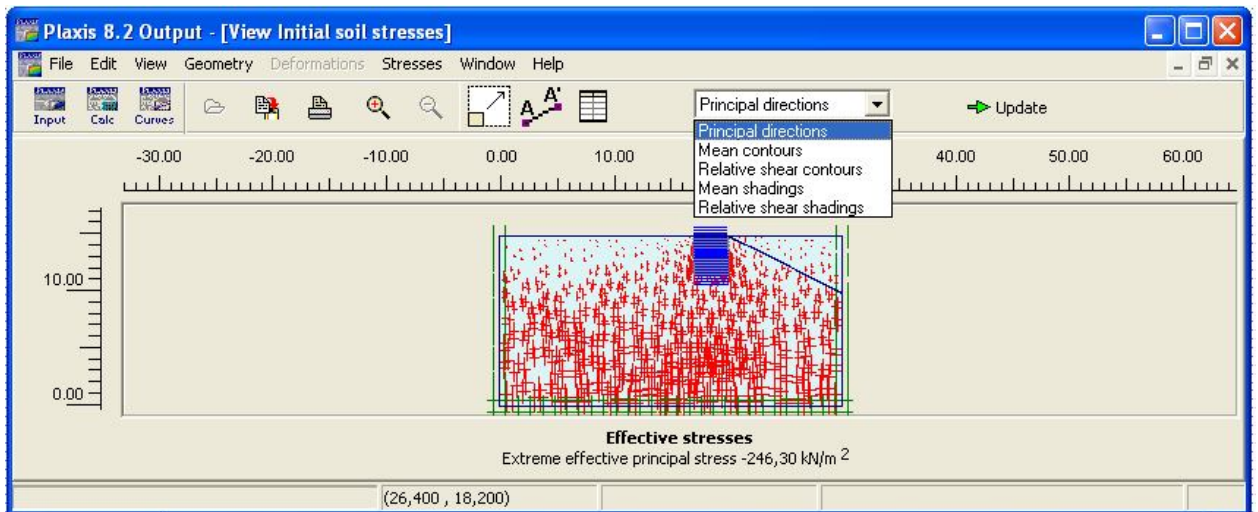 Plaxis 8.2 Output - [View Initial soil stresses]
File Edit View Geometry Deformations Stresses Window Help
Input Calc Curves A A' Principal directions Update
Principal directions
Mean contours
Relative shear contours
Mean shadings
Relative shear shadings
-30.00 -20.00 -10.00 0.00 10.00 40.00 50.00 60.00
10.00
0.00
Effective stresses
Extreme effective principal stress -246,30 kN/m 2
(26,400 , 18,200)